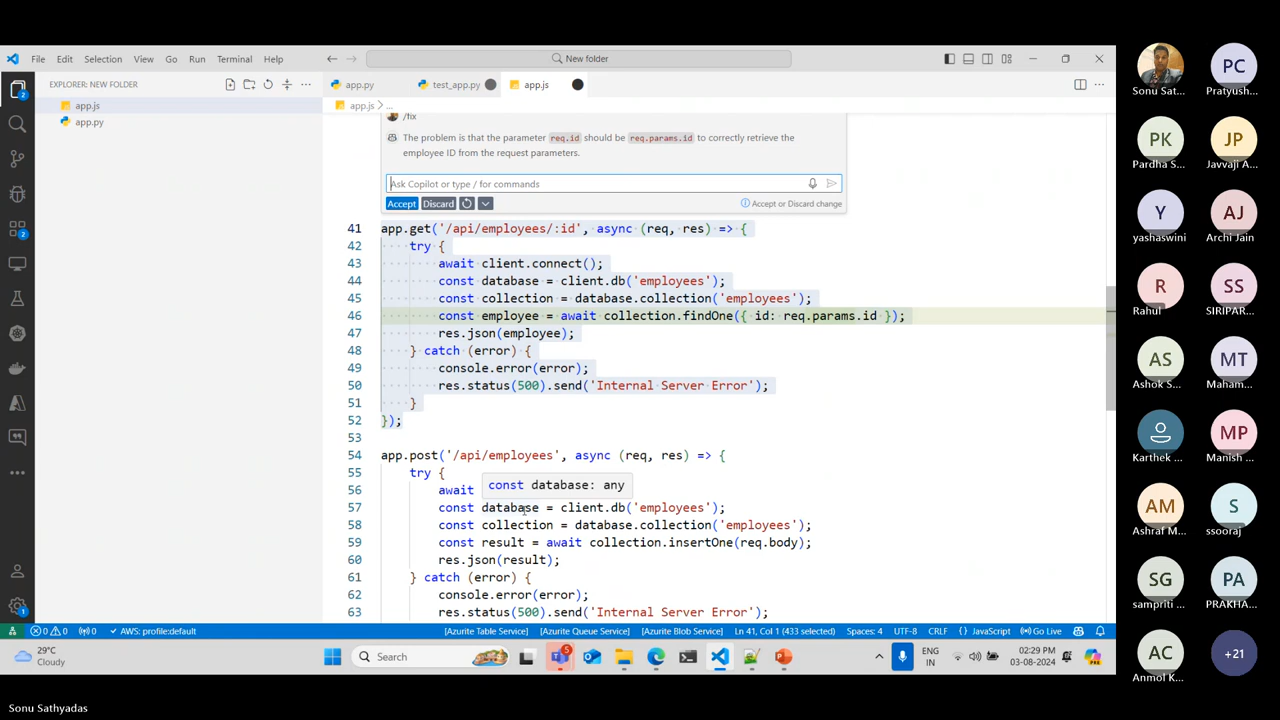 File Edit Selection View Go Run Terminal Help
New folder
EXPLORER: NEW FOLDER
app.js
app.py
app.py
test_app.py
app.js
app.js > ...
/fix
The problem is that the parameter req.id should be req.params.id to correctly retrieve the
employee ID from the request parameters.
Ask Copilot or type / for commands
Accept Discard
Accept or Discard change
41 app.get('/api/employees/:id', async (req, res) => {
42 try {
43 await client.connect();
44 const database = client.db('employees');
45 const collection = database.collection('employees');
46 const employee = await collection.findOne({ id: req.params.id });
47 res.json(employee);
48 } catch (error) {
49 console.error(error);
50 res.status(500).send('Internal Server Error');
51 }
52 });
53
54 app.post('/api/employees', async (req, res) => {
55 try {
const database: any
56 await
57 const database = client.db('employees');
58 const collection = database.collection('employees');
59 const result = await collection.insertOne(req.body);
60 res.json(result);
61 } catch (error) {
62 console.error(error);
63 res.status(500).send('Internal Server Error');
2
2
1
0 0 0 AWS: profile:default
[Azurite Table Service] [Azurite Queue Service] [Azurite Blob Service] Ln 41, Col 1 (433 selected) Spaces: 4 UTF-8 CRLF {} JavaScript Go Live
29°C
Cloudy
Search
5
ENG
IN
02:29 PM
03-08-2024
Sonu Sat...
PC
Pratyush...
PK
Pardha S...
JP
Javvaji A...
Y
yashaswini
AJ
Archi Jain
R
Rahul
SS
SIRIPAR...
AS
Ashok S...
MT
Maham...
Karthek ...
MP
Manish ...
AM
Ashraf M...
S
ssooraj
SG
sampriti ...
PA
PRAKHA...
AC
Anmol K...
+21
Sonu Sathyadas